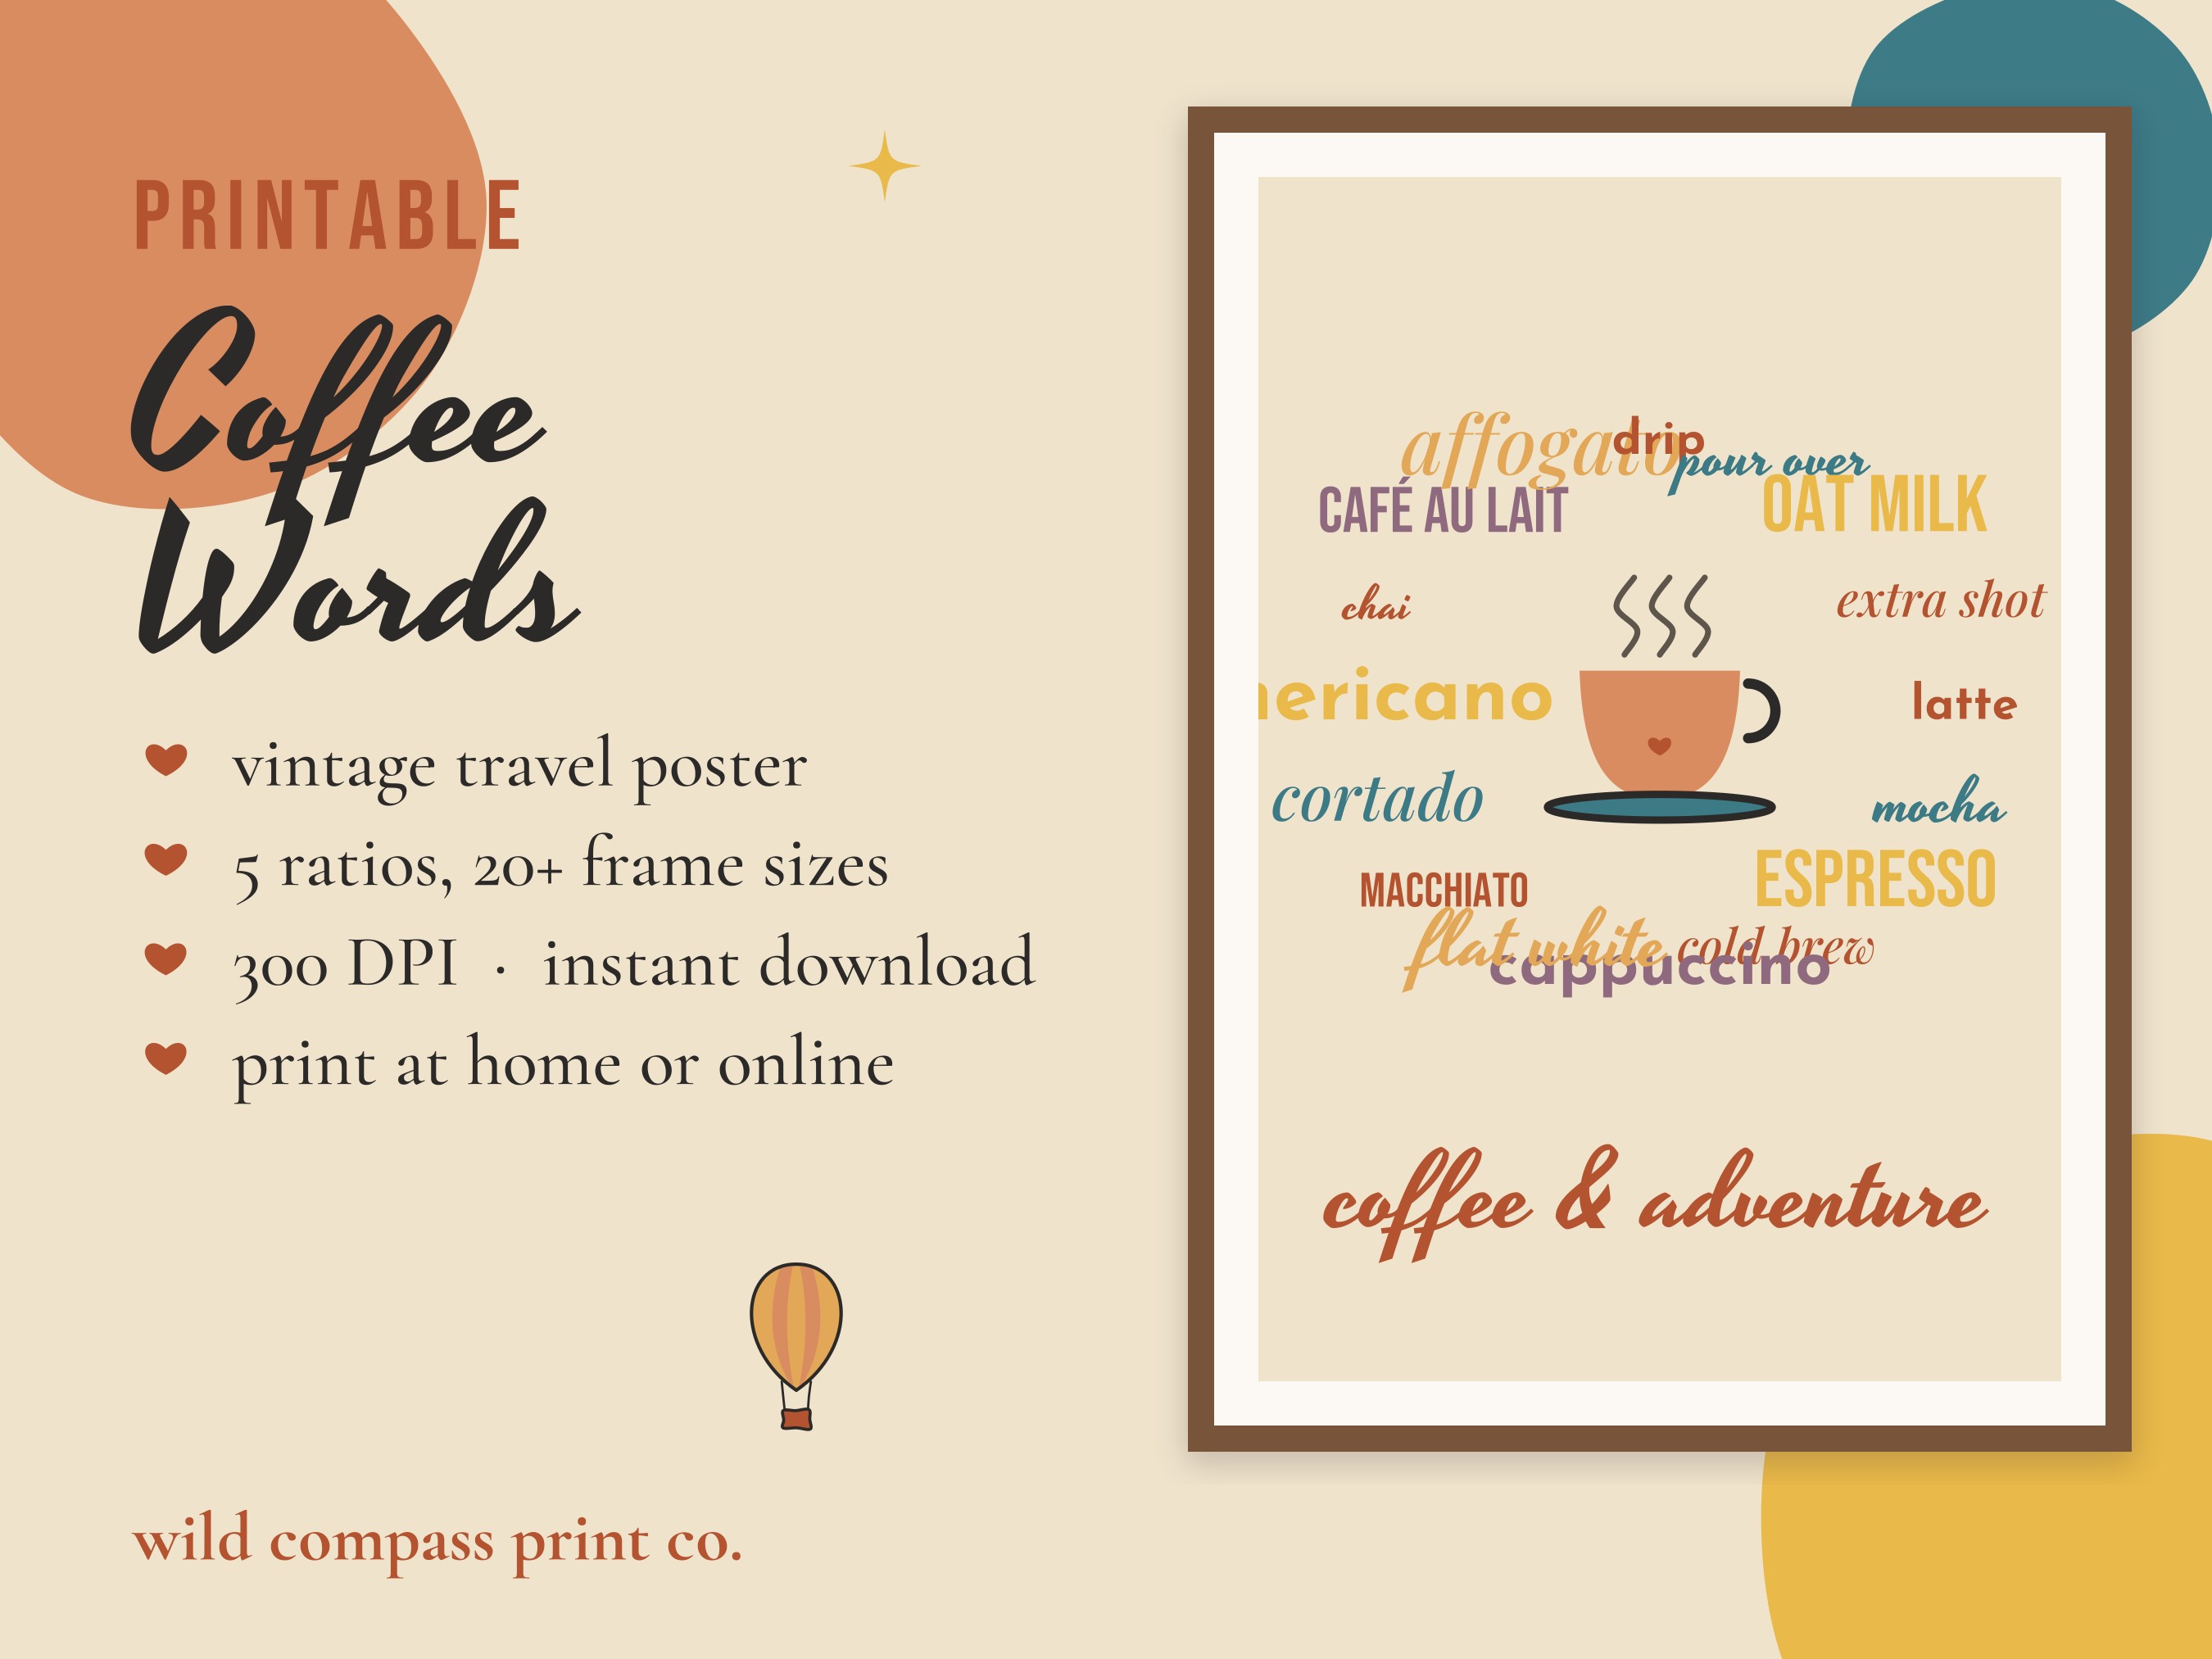 PRINTABLE
Coffee
Words
vintage travel poster
5 ratios, 20+ frame sizes
300 DPI · instant download
print at home or online
wild compass print co.
affogato
drip
pour over
CAFÉ AU LAIT
OAT MILK
chai
extra shot
ericano
latte
cortado
mocha
MACCHIATO
ESPRESSO
flat white
cold brew
cappuccino
coffee & adventure